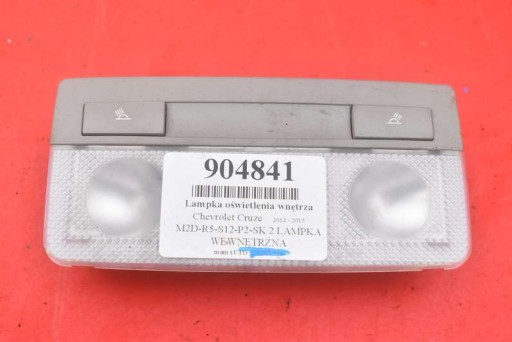 904841
Lampka oświetlenia wnętrza
Chevrolet Cruze 2012 - 2015
M2D-R5-S12-P2-SK 2 LAMPKA
WEWNĘTRZNA